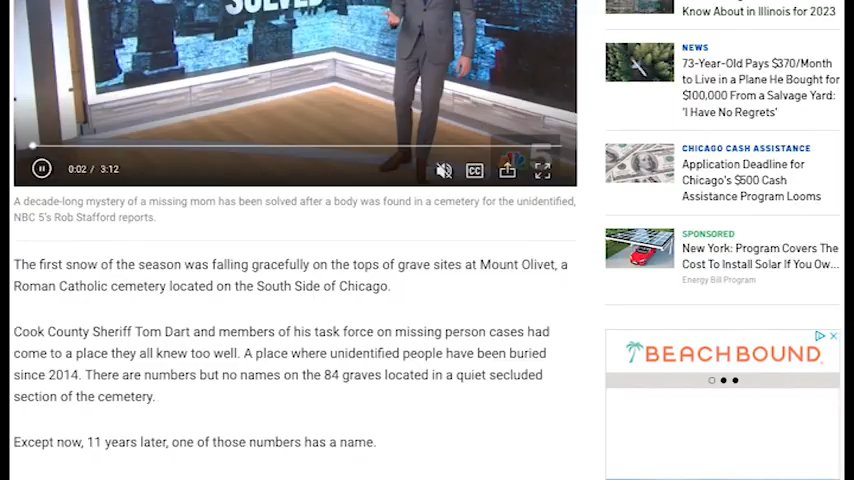 SOLVED
0:02 / 3:12
CC
5
A decade-long mystery of a missing mom has been solved after a body was found in a cemetery for the unidentified,
NBC 5's Rob Stafford reports.
The first snow of the season was falling gracefully on the tops of grave sites at Mount Olivet, a
Roman Catholic cemetery located on the South Side of Chicago.
Cook County Sheriff Tom Dart and members of his task force on missing person cases had
come to a place they all knew too well. A place where unidentified people have been buried
since 2014. There are numbers but no names on the 84 graves located in a quiet secluded
section of the cemetery.
Except now, 11 years later, one of those numbers has a name.
Know About in Illinois for 2023
NEWS
73-Year-Old Pays $370/Month
to Live in a Plane He Bought for
$100,000 From a Salvage Yard:
'I Have No Regrets'
CHICAGO CASH ASSISTANCE
Application Deadline for
Chicago's $500 Cash
Assistance Program Looms
SPONSORED
New York: Program Covers The
Cost To Install Solar If You Ow...
Energy Bill Program
BEACHBOUND